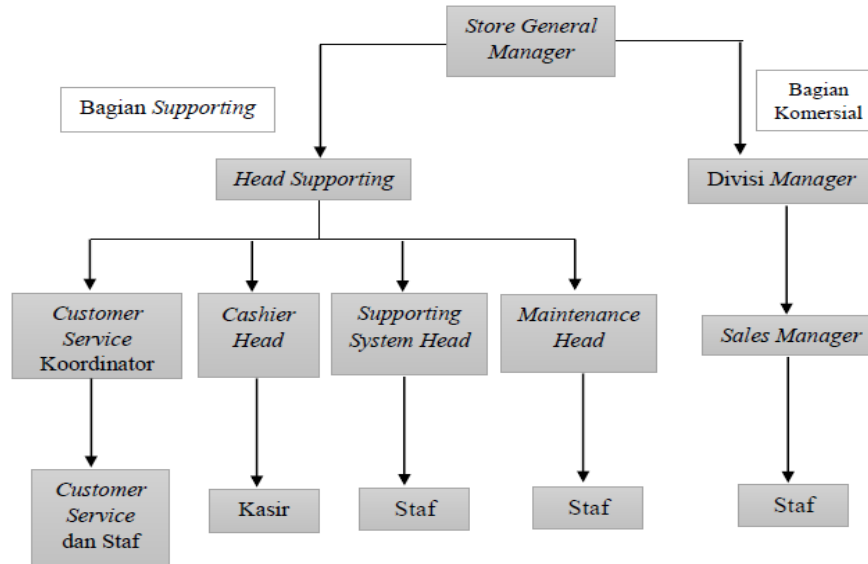 Store General
Manager
Bagian Supporting
Bagian
Komersial
Head Supporting
Divisi Manager
Customer
Service
Koordinator
Cashier
Head
Supporting
System Head
Maintenance
Head
Sales Manager
Customer
Service
dan Staf
Kasir
Staf
Staf
Staf